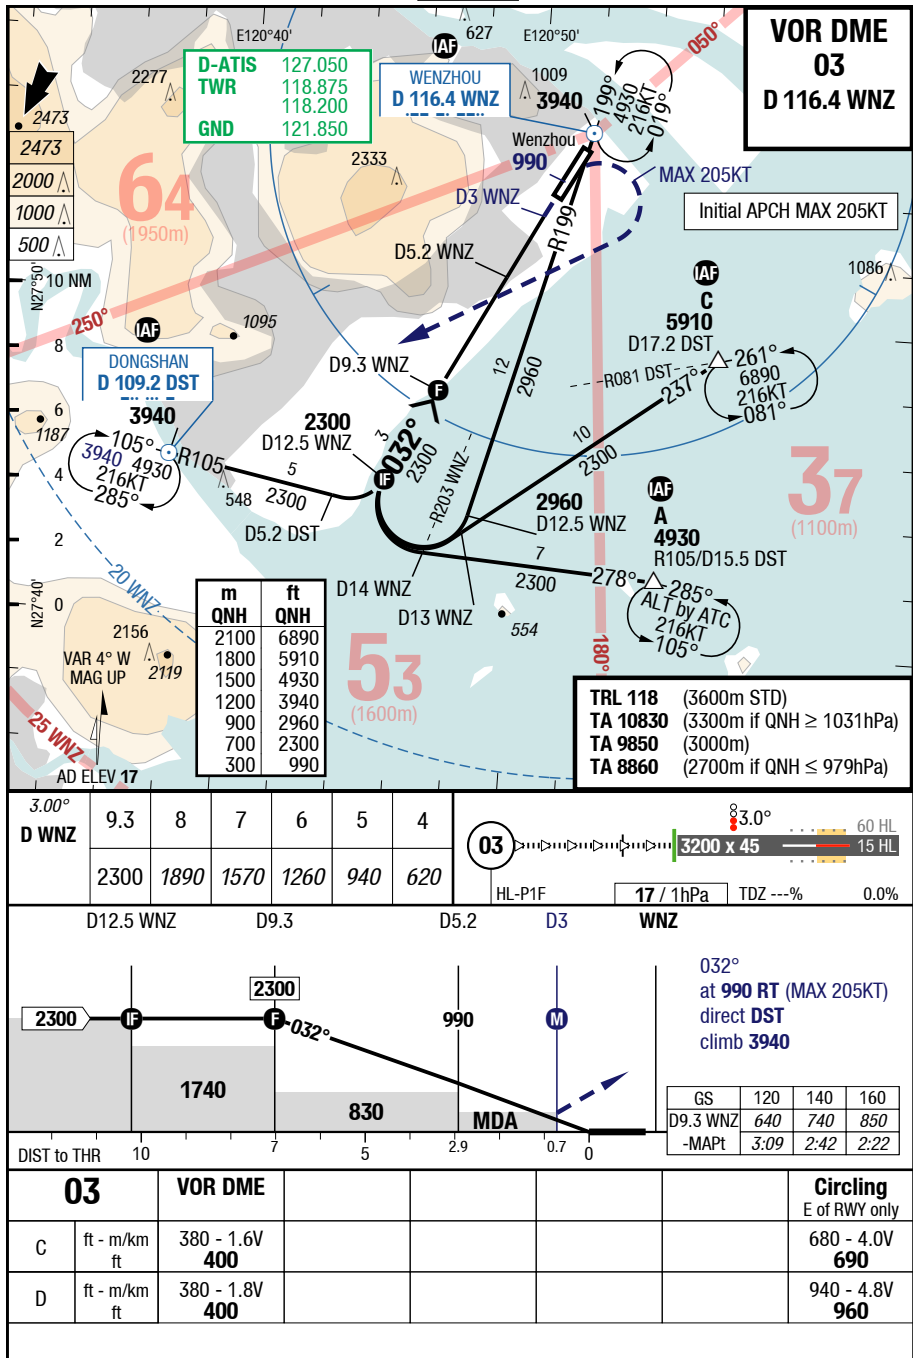 VOR DME
03
D 116.4 WNZ
E120°40'
IAF
627
E120°50'
050°
D-ATIS 127.050
TWR 118.875
118.200
GND 121.850
WENZHOU
D 116.4 WNZ
1009
3940
199°
4930
216KT
019°
2277
2473
2473
2000
1000
500
64
(1950m)
2333
Wenzhou
990
D3 WNZ
MAX 205KT
Initial APCH MAX 205KT
R199
D5.2 WNZ
N27°50'
10 NM
250°
1095
IAF
C
5910
D17.2 DST
1086
IAF
DONGSHAN
D 109.2 DST
3940
8
D9.3 WNZ
F
12
2960
R081 DST
237°
261°
6890
216KT
081°
6
1187
105°
3940 4930
216KT
285°
R105
5
2300
548
D5.2 DST
4
2300
D12.5 WNZ
3
032°
2300
IF
R203 WNZ
10
2300
2960
D12.5 WNZ
IAF
A
4930
R105/D15.5 DST
37
(1100m)
2
20 WNZ
D14 WNZ
D13 WNZ
7
2300
278°
285°
ALT by ATC
216KT
105°
N27°40'
0
554
180°
2156
2119
VAR 4° W
MAG UP
25 WNZ
AD ELEV 17
m ft
QNH QNH
2100 6890
1800 5910
1500 4930
1200 3940
900 2960
700 2300
300 990
53
(1600m)
TRL 118 (3600m STD)
TA 10830 (3300m if QNH ≥ 1031hPa)
TA 9850 (3000m)
TA 8860 (2700m if QNH ≤ 979hPa)
3.00°
D WNZ 9.3 8 7 6 5 4
2300 1890 1570 1260 940 620
03
3.0°
3200 x 45
60 HL
15 HL
HL-P1F
17 / 1hPa
TDZ ---%
0.0%
D12.5 WNZ D9.3 D5.2 D3 WNZ
2300
IF
2300
F
032°
990
M
1740
830
MDA
032°
at 990 RT (MAX 205KT)
direct DST
climb 3940
GS 120 140 160
D9.3 WNZ 640 740 850
-MAPt 3:09 2:42 2:22
DIST to THR 10 7 5 2.9 0.7 0
03 VOR DME Circling
E of RWY only
C ft - m/km 380 - 1.6V 680 - 4.0V
ft 400 690
D ft - m/km 380 - 1.8V 940 - 4.8V
ft 400 960